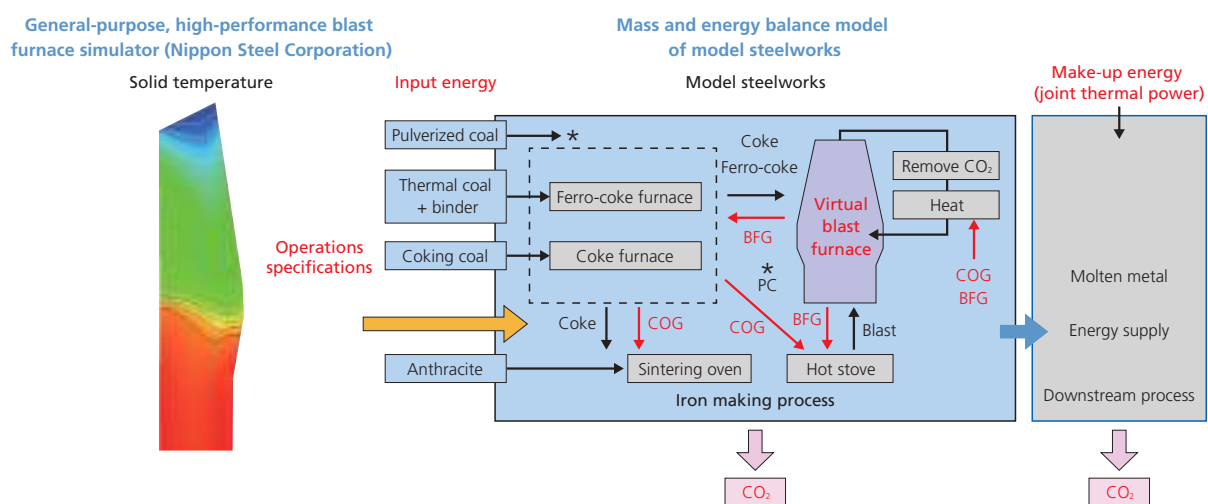 General-purpose, high-performance blast
furnace simulator (Nippon Steel Corporation)
Solid temperature
Operations
specifications
Mass and energy balance model
of model steelworks
Input energy
Model steelworks
Make-up energy
(joint thermal power)
Pulverized coal
*
Thermal coal
+ binder
Coking coal
Anthracite
Ferro-coke furnace
Coke furnace
Coke
Ferro-coke
BFG
Virtual
blast
furnace
Remove CO₂
Heat
COG
BFG
*
PC
Coke
COG
COG
BFG
Blast
Sintering oven
Hot stove
Iron making process
Molten metal
Energy supply
Downstream process
CO₂
CO₂